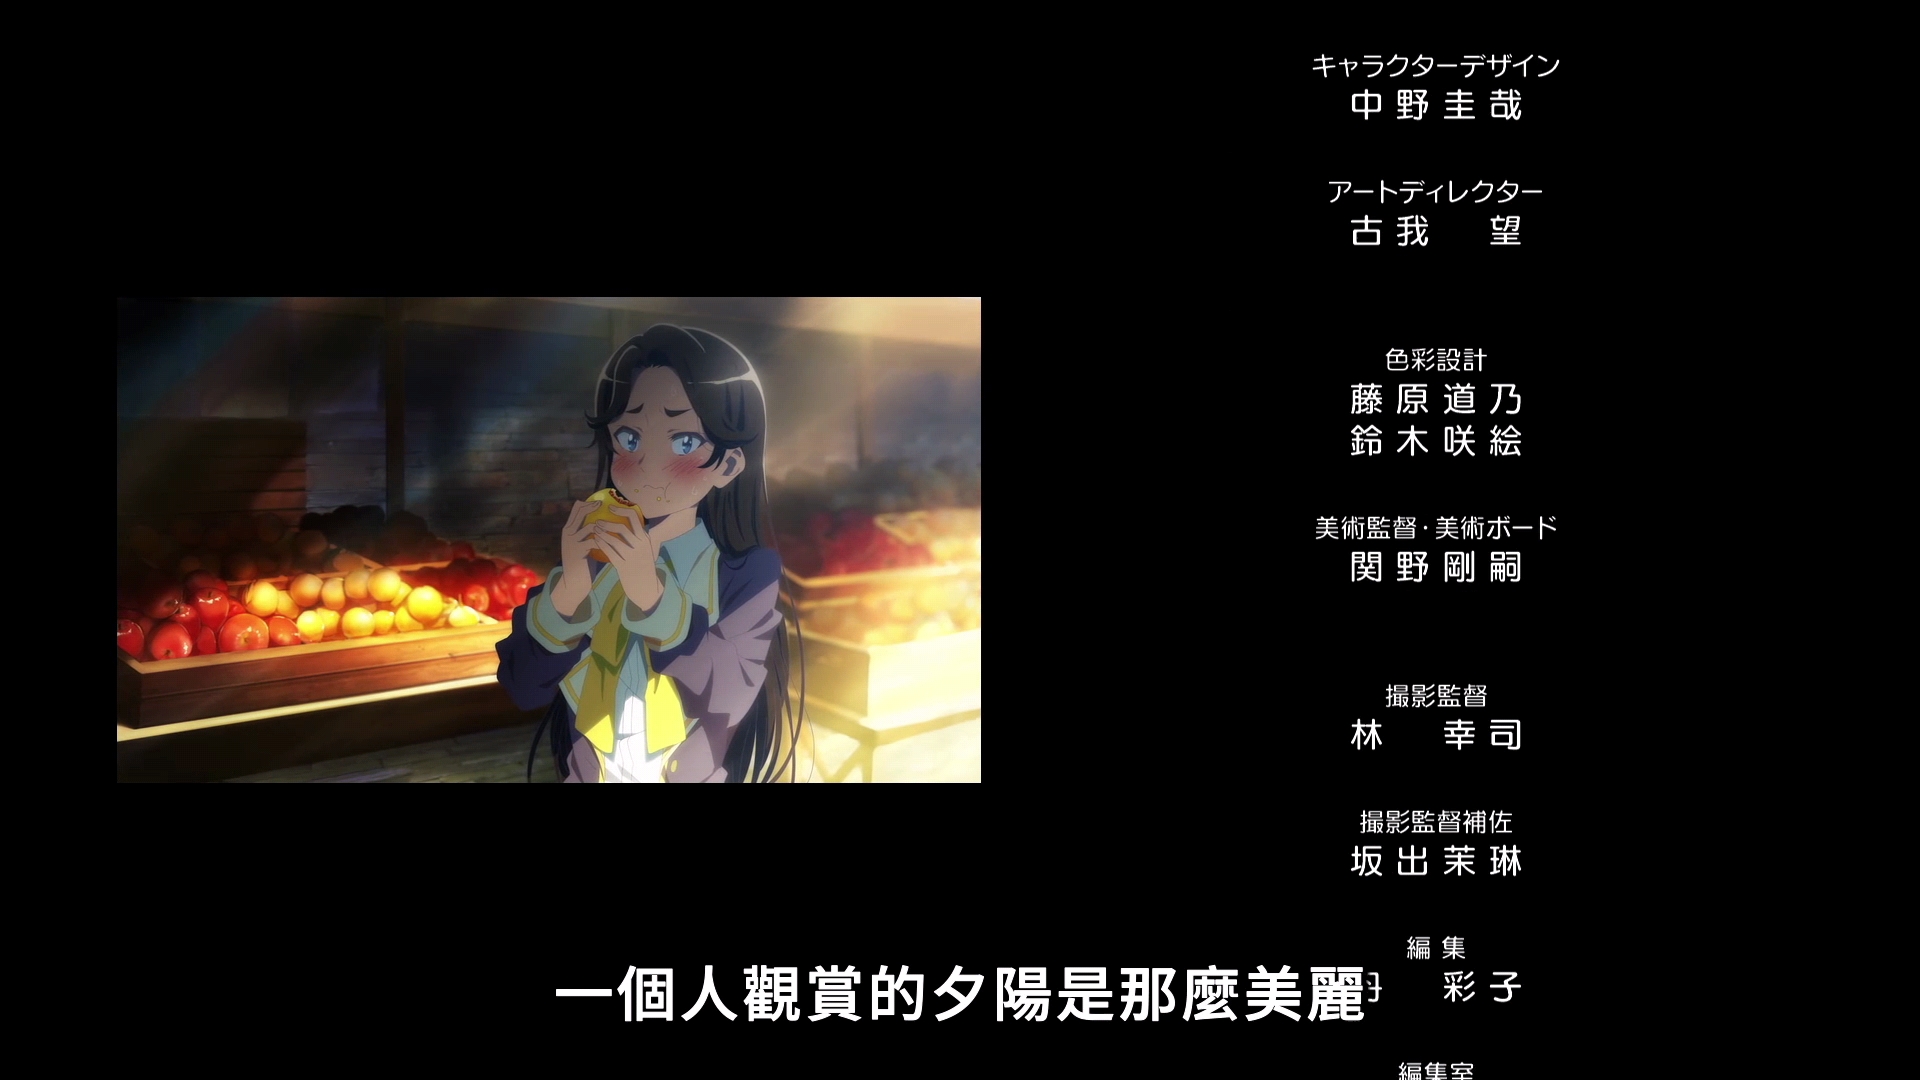 キャラクターデザイン
中野圭哉
アートディレクター
古我 望
色彩設計
藤原道乃
鈴木咲絵
美術監督・美術ボード
関野剛嗣
撮影監督
林 幸司
撮影監督補佐
坂出茉琳
編集
彩子
一個人觀賞的夕陽是那麼美麗
編集室